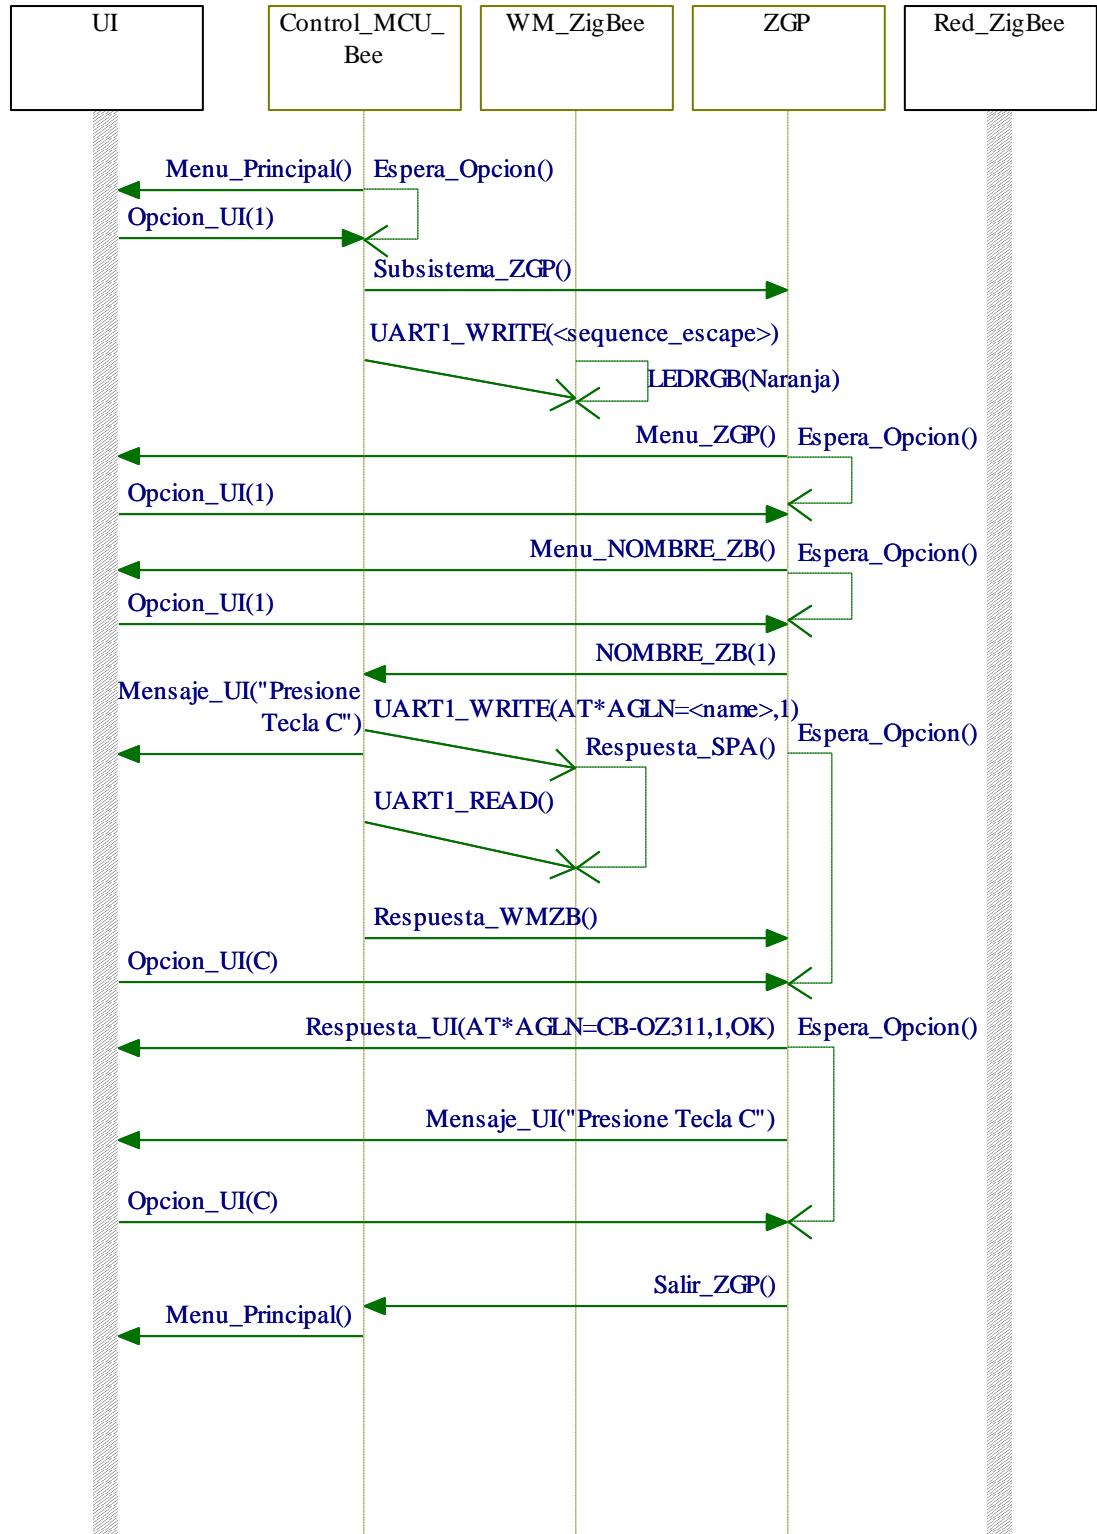 UI
Control_MCU_
Bee
WM_ZigBee
ZGP
Red_ZigBee
Menu_Principal()
Espera_Opcion()
Opcion_UI(1)
Subsistema_ZGP()
UART1_WRITE(<sequence_escape>)
LEDRGB(Naranja)
Menu_ZGP()
Espera_Opcion()
Opcion_UI(1)
Menu_NOMBRE_ZB()
Espera_Opcion()
Opcion_UI(1)
NOMBRE_ZB(1)
Mensaje_UI("Presione
Tecla C")
UART1_WRITE(AT*AGLN=<name>,1)
Espera_Opcion()
Respuesta_SPA()
UART1_READ()
Respuesta_WMZB()
Opcion_UI(C)
Respuesta_UI(AT*AGLN=CB-OZ311,1,OK)
Espera_Opcion()
Mensaje_UI("Presione Tecla C")
Opcion_UI(C)
Salir_ZGP()
Menu_Principal()